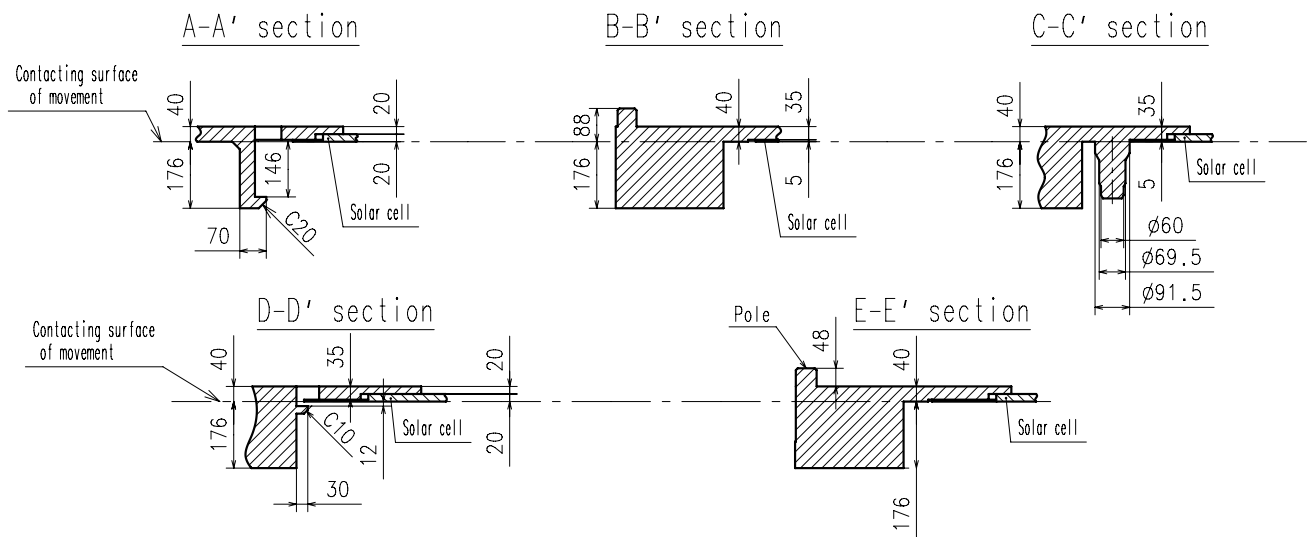 A-A' section
Contacting surface
of movement
40
20
176
146
20
Solar cell
C20
70
B-B' section
88
40
35
176
5
Solar cell
C-C' section
40
35
176
5
Solar cell
Ø60
Ø69.5
Ø91.5
D-D' section
Contacting surface
of movement
40
35
20
176
C10
12
Solar cell
20
30
E-E' section
Pole
48
40
Solar cell
176